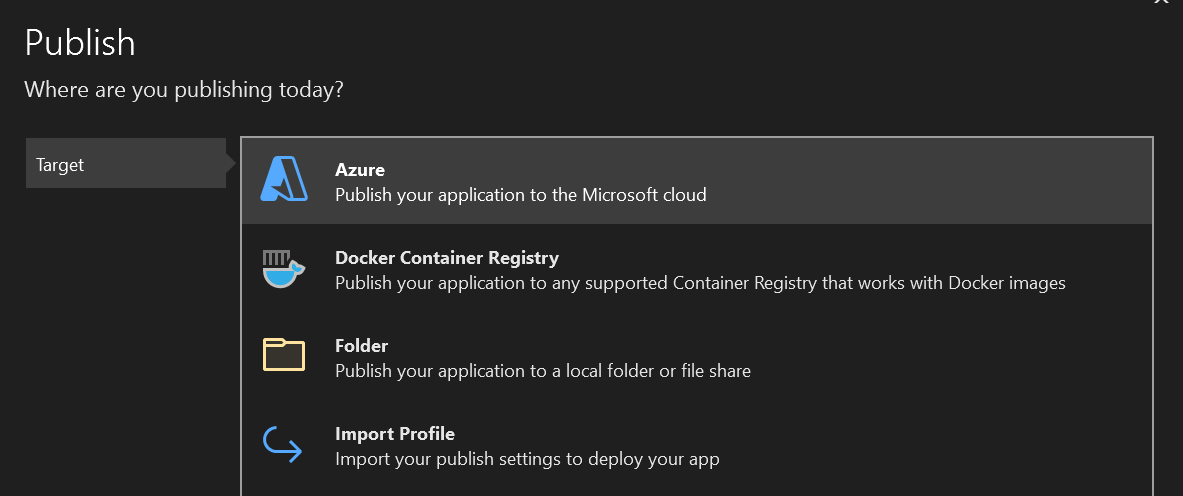 Publish
Where are you publishing today?
Target
Azure
Publish your application to the Microsoft cloud
Docker Container Registry
Publish your application to any supported Container Registry that works with Docker images
Folder
Publish your application to a local folder or file share
Import Profile
Import your publish settings to deploy your app